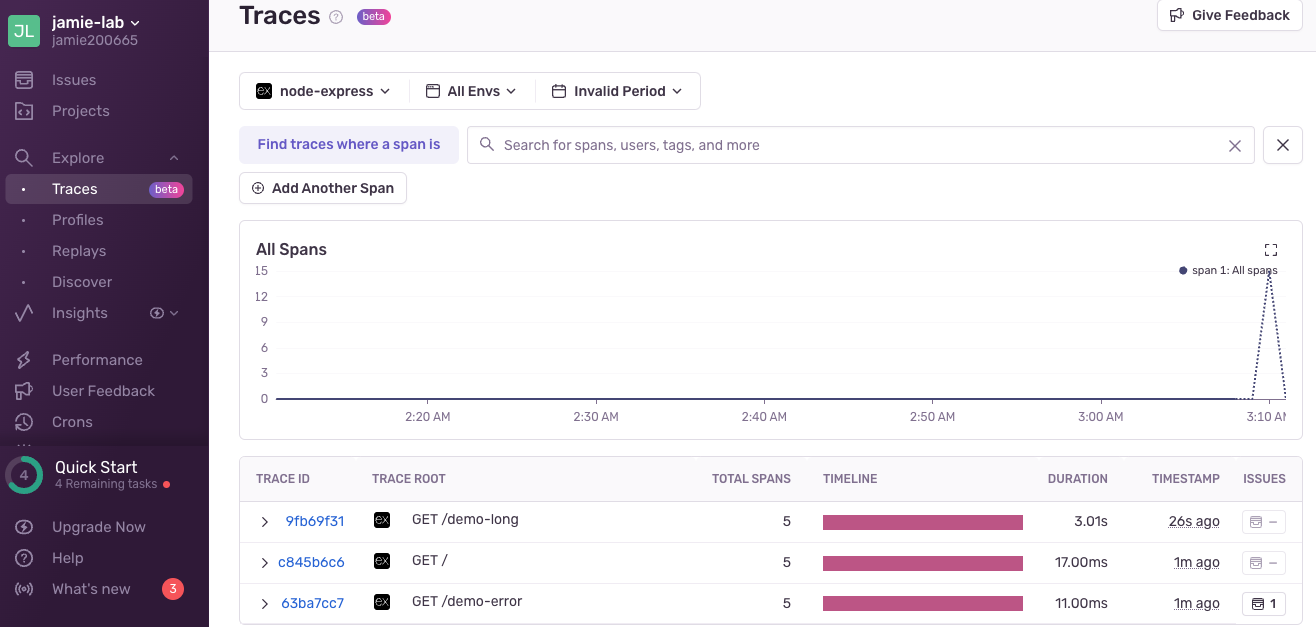 JL
jamie-lab
jamie200665
Issues
Projects
Explore
Traces beta
Profiles
Replays
Discover
Insights
Performance
User Feedback
Crons
4
Quick Start
4 Remaining tasks
Upgrade Now
Help
What's new 3
Traces ? beta
Give Feedback
ex node-express All Envs Invalid Period
Find traces where a span is
Search for spans, users, tags, and more
Add Another Span
All Spans
span 1: All spans
15
12
9
6
3
0
2:20 AM 2:30 AM 2:40 AM 2:50 AM 3:00 AM 3:10 AM
TRACE ID TRACE ROOT TOTAL SPANS TIMELINE DURATION TIMESTAMP ISSUES
9fb69f31 ex GET /demo-long 5 3.01s 26s ago –
c845b6c6 ex GET / 5 17.00ms 1m ago –
63ba7cc7 ex GET /demo-error 5 11.00ms 1m ago 1